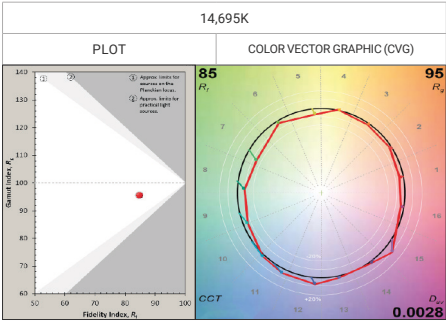 14,695K
PLOT
COLOR VECTOR GRAPHIC (CVG)
140
130
120
110
100
90
80
70
60
50
60
70
80
90
100
Gamut Index, Rg
Fidelity Index, Rf
1
2
1 Approx. limits for
sources on the
Planckian locus.
2 Approx. limits for
practical light
sources.
85
Rf
95
Rg
5
4
6
3
7
2
8
1
9
16
10
15
11
12
13
14
+20%
CCT
Duv
0.0028